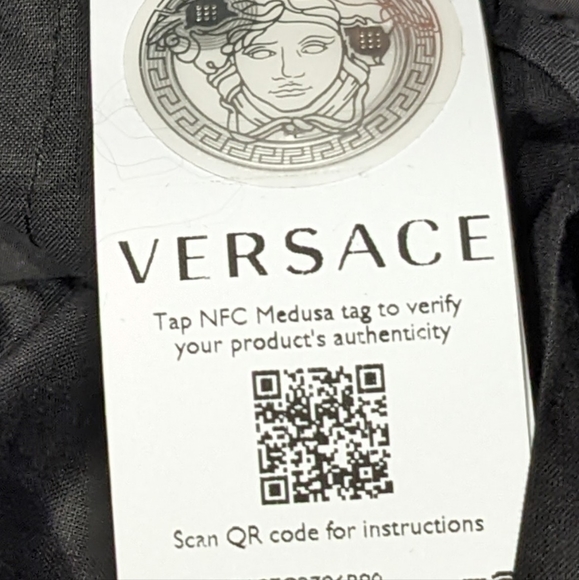 VERSACE
Tap NFC Medusa tag to verify
your product's authenticity
Scan QR code for instructions